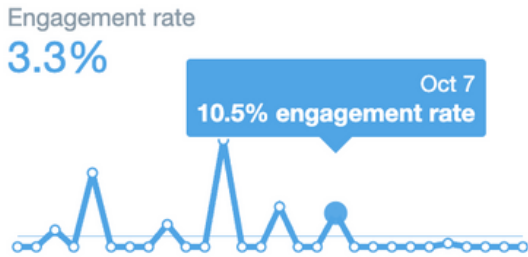 Engagement rate
3.3%
Oct 7
10.5% engagement rate